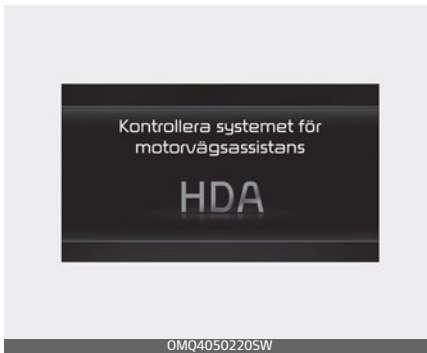 Kontrollera systemet för
motorvägsassistans
HDA
OMQ4050220SW